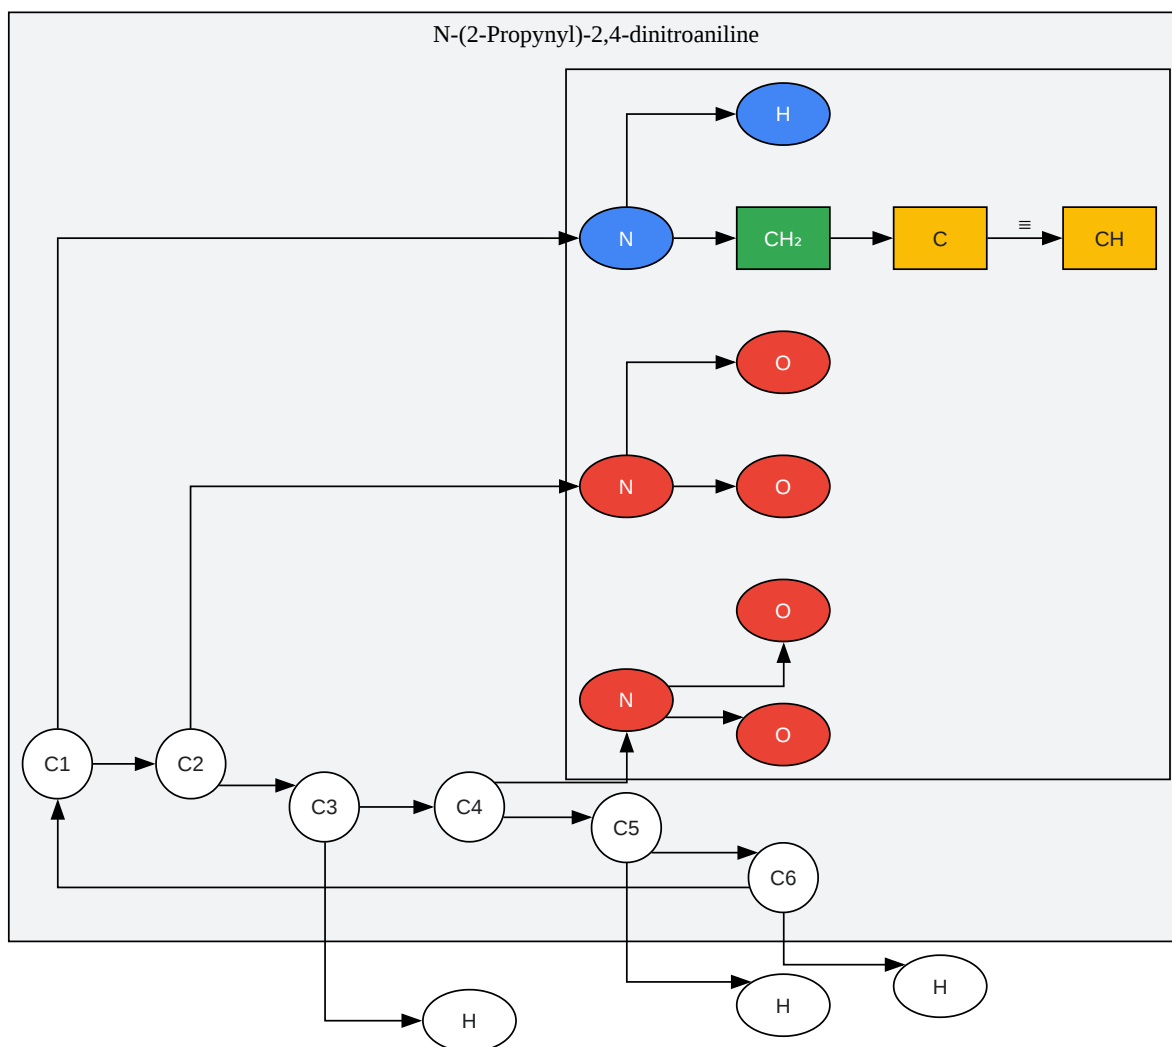 N-(2-Propynyl)-2,4-dinitroaniline
H
N
CH₂
C
≡
CH
O
N
O
O
N
O
C1
C2
C3
C4
C5
C6
H
H
H